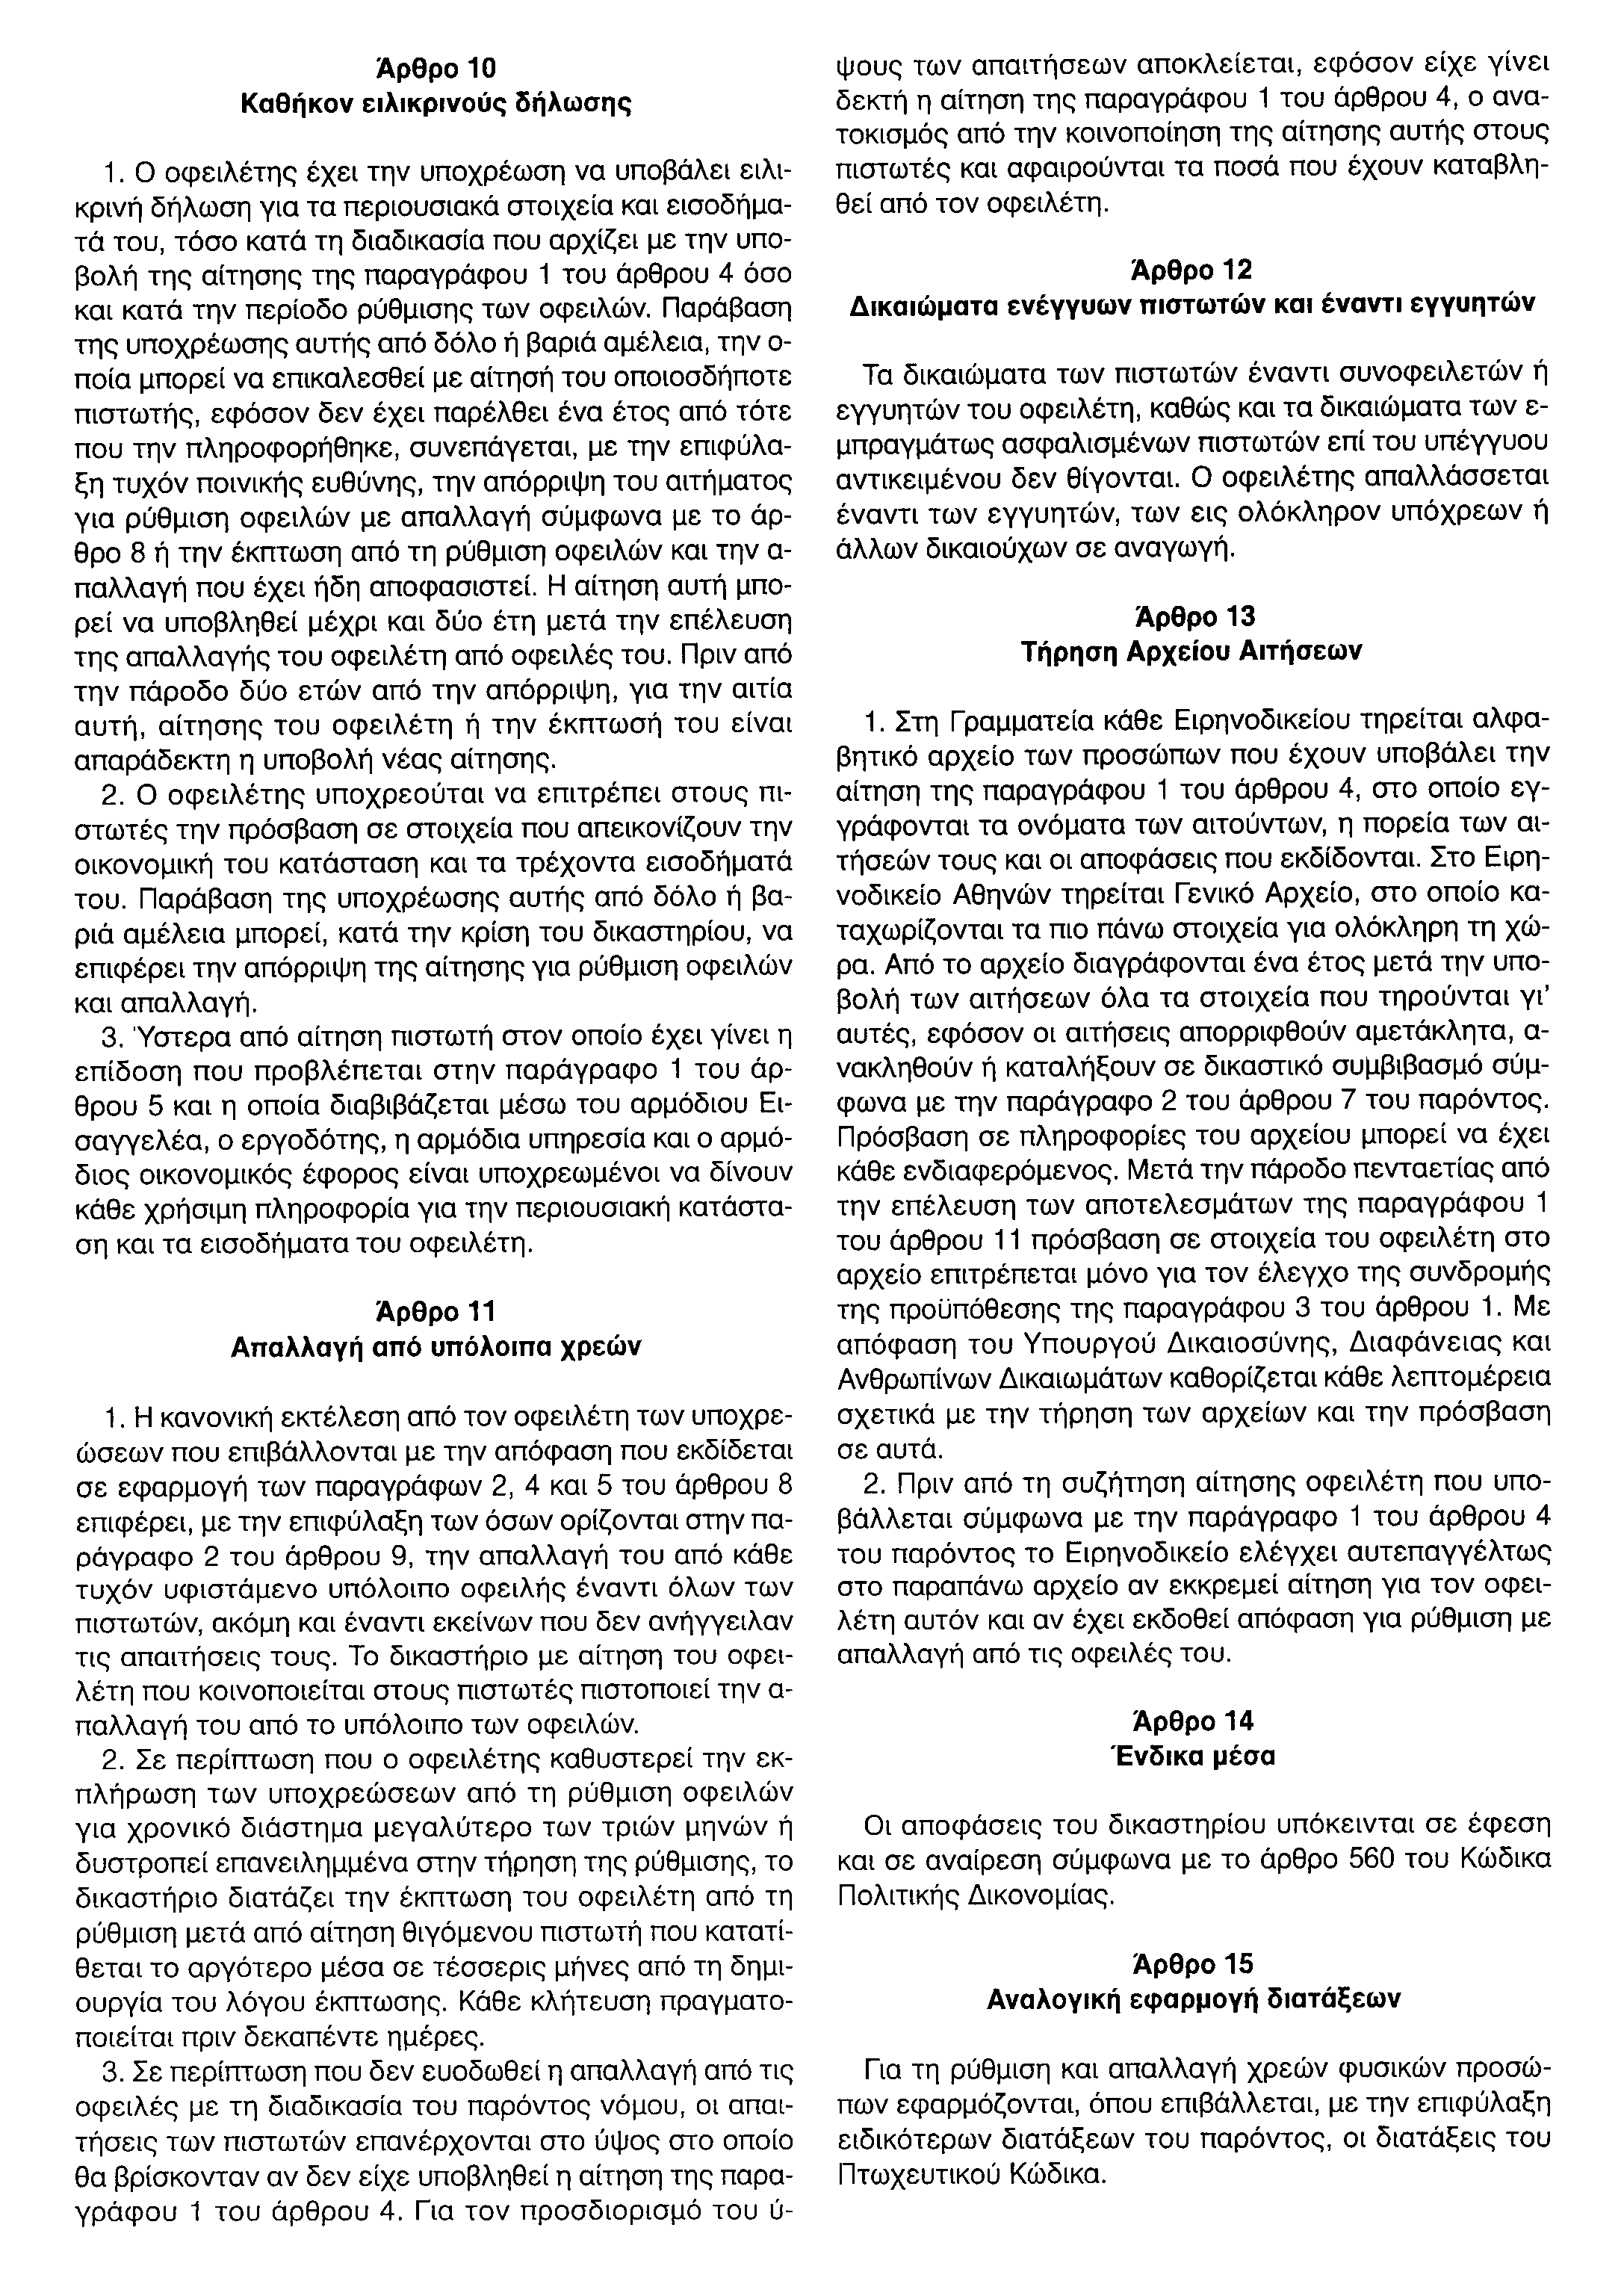 Άρθρο 10
Καθήκον ειλικρινούς δήλωσης
1. Ο οφειλέτης έχει την υποχρέωση να υποβάλει ειλι-
κρινή δήλωση για τα περιουσιακά στοιχεία και εισοδήμα-
τά του, τόσο κατά τη διαδικασία που αρχίζει με την υπο-
βολή της αίτησης της παραγράφου 1 του άρθρου 4 όσο
και κατά την περίοδο ρύθμισης των οφειλών. Παράβαση
της υποχρέωσης αυτής από δόλο ή βαριά αμέλεια, την ο-
ποία μπορεί να επικαλεσθεί με αίτησή του οποιοσδήποτε
πιστωτής, εφόσον δεν έχει παρέλθει ένα έτος από τότε
που την πληροφορήθηκε, συνεπάγεται, με την επιφύλα-
ξη τυχόν ποινικής ευθύνης, την απόρριψη του αιτήματος
για ρύθμιση οφειλών με απαλλαγή σύμφωνα με το άρ-
θρο 8 ή την έκπτωση από τη ρύθμιση οφειλών και την α-
παλλαγή που έχει ήδη αποφασιστεί. Η αίτηση αυτή μπο-
ρεί να υποβληθεί μέχρι και δύο έτη μετά την επέλευση
της απαλλαγής του οφειλέτη από οφειλές του. Πριν από
την πάροδο δύο ετών από την απόρριψη, για την αιτία
αυτή, αίτησης του οφειλέτη ή την έκπτωσή του είναι
απαράδεκτη η υποβολή νέας αίτησης.
2. Ο οφειλέτης υποχρεούται να επιτρέπει στους πι-
στωτές την πρόσβαση σε στοιχεία που απεικονίζουν την
οικονομική του κατάσταση και τα τρέχοντα εισοδήματά
του. Παράβαση της υποχρέωσης αυτής από δόλο ή βα-
ριά αμέλεια μπορεί, κατά την κρίση του δικαστηρίου, να
επιφέρει την απόρριψη της αίτησης για ρύθμιση οφειλών
και απαλλαγή.
3. Ύστερα από αίτηση πιστωτή στον οποίο έχει γίνει η
επίδοση που προβλέπεται στην παράγραφο 1 του άρ-
θρου 5 και η οποία διαβιβάζεται μέσω του αρμόδιου Ει-
σαγγελέα, ο εργοδότης, η αρμόδια υπηρεσία και ο αρμό-
διος οικονομικός έφορος είναι υποχρεωμένοι να δίνουν
κάθε χρήσιμη πληροφορία για την περιουσιακή κατάστα-
ση και τα εισοδήματα του οφειλέτη.
Άρθρο 11
Απαλλαγή από υπόλοιπα χρεών
1. Η κανονική εκτέλεση από τον οφειλέτη των υποχρε-
ώσεων που επιβάλλονται με την απόφαση που εκδίδεται
σε εφαρμογή των παραγράφων 2, 4 και 5 του άρθρου 8
επιφέρει, με την επιφύλαξη των όσων ορίζονται στην πα-
ράγραφο 2 του άρθρου 9, την απαλλαγή του από κάθε
τυχόν υφιστάμενο υπόλοιπο οφειλής έναντι όλων των
πιστωτών, ακόμη και έναντι εκείνων που δεν ανήγγειλαν
τις απαιτήσεις τους. Το δικαστήριο με αίτηση του οφει-
λέτη που κοινοποιείται στους πιστωτές πιστοποιεί την α-
παλλαγή του από το υπόλοιπο των οφειλών.
2. Σε περίπτωση που ο οφειλέτης καθυστερεί την εκ-
πλήρωση των υποχρεώσεων από τη ρύθμιση οφειλών
για χρονικό διάστημα μεγαλύτερο των τριών μηνών ή
δυστροπεί επανειλημμένα στην τήρηση της ρύθμισης, το
δικαστήριο διατάζει την έκπτωση του οφειλέτη από τη
ρύθμιση μετά από αίτηση θιγόμενου πιστωτή που κατατί-
θεται το αργότερο μέσα σε τέσσερις μήνες από τη δημι-
ουργία του λόγου έκπτωσης. Κάθε κλήτευση πραγματο-
ποιείται πριν δεκαπέντε ημέρες.
3. Σε περίπτωση που δεν ευοδωθεί η απαλλαγή από τις
οφειλές με τη διαδικασία του παρόντος νόμου, οι απαι-
τήσεις των πιστωτών επανέρχονται στο ύψος στο οποίο
θα βρίσκονταν αν δεν είχε υποβληθεί η αίτηση της παρα-
γράφου 1 του άρθρου 4. Για τον προσδιορισμό του ύ-
ψους των απαιτήσεων αποκλείεται, εφόσον είχε γίνει
δεκτή η αίτηση της παραγράφου 1 του άρθρου 4, ο ανα-
τοκισμός από την κοινοποίηση της αίτησης αυτής στους
πιστωτές και αφαιρούνται τα ποσά που έχουν καταβλη-
θεί από τον οφειλέτη.
Άρθρο 12
Δικαιώματα ενέγγυων πιστωτών και έναντι εγγυητών
Τα δικαιώματα των πιστωτών έναντι συνοφειλετών ή
εγγυητών του οφειλέτη, καθώς και τα δικαιώματα των ε-
μπραγμάτως ασφαλισμένων πιστωτών επί του υπέγγυου
αντικειμένου δεν θίγονται. Ο οφειλέτης απαλλάσσεται
έναντι των εγγυητών, των εις ολόκληρον υπόχρεων ή
άλλων δικαιούχων σε αναγωγή.
Άρθρο 13
Τήρηση Αρχείου Αιτήσεων
1. Στη Γραμματεία κάθε Ειρηνοδικείου τηρείται αλφα-
βητικό αρχείο των προσώπων που έχουν υποβάλει την
αίτηση της παραγράφου 1 του άρθρου 4, στο οποίο εγ-
γράφονται τα ονόματα των αιτούντων, η πορεία των αι-
τήσεών τους και οι αποφάσεις που εκδίδονται. Στο Ειρη-
νοδικείο Αθηνών τηρείται Γενικό Αρχείο, στο οποίο κα-
ταχωρίζονται τα πιο πάνω στοιχεία για ολόκληρη τη χώ-
ρα. Από το αρχείο διαγράφονται ένα έτος μετά την υπο-
βολή των αιτήσεων όλα τα στοιχεία που τηρούνται γι'
αυτές, εφόσον οι αιτήσεις απορριφθούν αμετάκλητα, α-
νακληθούν ή καταλήξουν σε δικαστικό συμβιβασμό σύμ-
φωνα με την παράγραφο 2 του άρθρου 7 του παρόντος.
Πρόσβαση σε πληροφορίες του αρχείου μπορεί να έχει
κάθε ενδιαφερόμενος. Μετά την πάροδο πενταετίας από
την επέλευση των αποτελεσμάτων της παραγράφου 1
του άρθρου 11 πρόσβαση σε στοιχεία του οφειλέτη στο
αρχείο επιτρέπεται μόνο για τον έλεγχο της συνδρομής
της προϋπόθεσης της παραγράφου 3 του άρθρου 1. Με
απόφαση του Υπουργού Δικαιοσύνης, Διαφάνειας και
Ανθρωπίνων Δικαιωμάτων καθορίζεται κάθε λεπτομέρεια
σχετικά με την τήρηση των αρχείων και την πρόσβαση
σε αυτά.
2. Πριν από τη συζήτηση αίτησης οφειλέτη που υπο-
βάλλεται σύμφωνα με την παράγραφο 1 του άρθρου 4
του παρόντος το Ειρηνοδικείο ελέγχει αυτεπαγγέλτως
στο παραπάνω αρχείο αν εκκρεμεί αίτηση για τον οφει-
λέτη αυτόν και αν έχει εκδοθεί απόφαση για ρύθμιση με
απαλλαγή από τις οφειλές του.
Άρθρο 14
Ένδικα μέσα
Οι αποφάσεις του δικαστηρίου υπόκεινται σε έφεση
και σε αναίρεση σύμφωνα με το άρθρο 560 του Κώδικα
Πολιτικής Δικονομίας.
Άρθρο 15
Αναλογική εφαρμογή διατάξεων
Για τη ρύθμιση και απαλλαγή χρεών φυσικών προσώ-
πων εφαρμόζονται, όπου επιβάλλεται, με την επιφύλαξη
ειδικότερων διατάξεων του παρόντος, οι διατάξεις του
Πτωχευτικού Κώδικα.